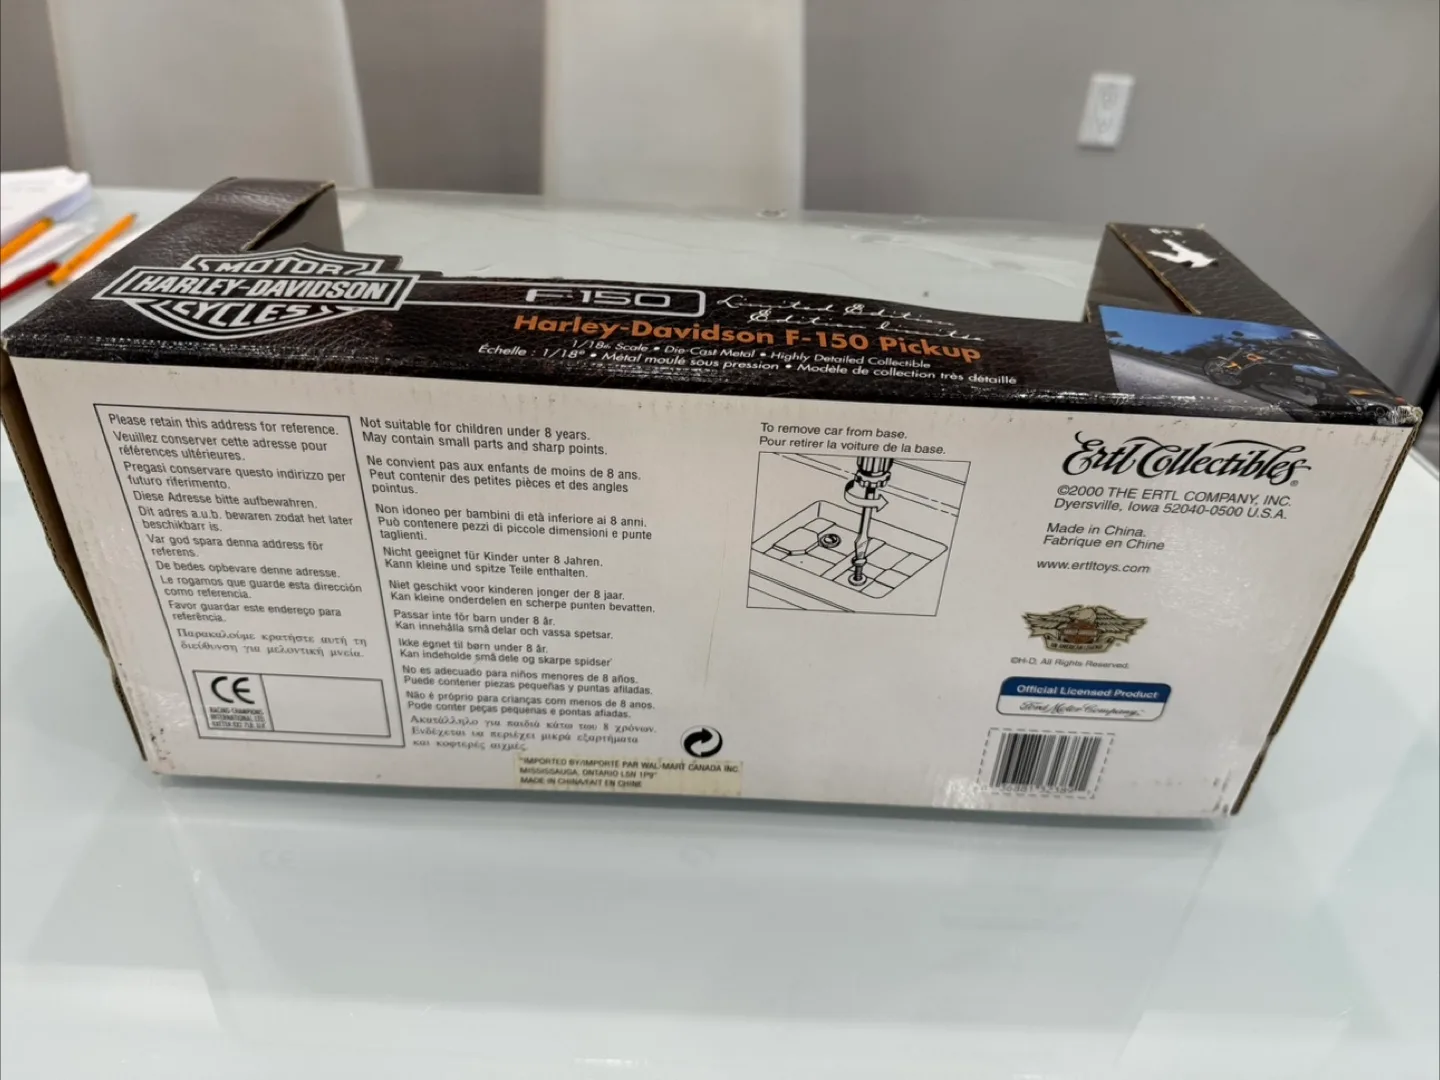 MOTOR
HARLEY-DAVIDSON
CYCLES
F-150
Limited Edition
Édition limitée
Harley-Davidson F-150 Pickup
1/18th Scale • Die-Cast Metal • Highly Detailed Collectible
Échelle : 1/18e • Métal moulé sous pression • Modèle de collection très détaillé
Please retain this address for reference.
Veuillez conserver cette adresse pour
références ultérieures.
Pregasi conservare questo indirizzo per
futuro riferimento.
Diese Adresse bitte aufbewahren.
Dit adres a.u.b. bewaren zodat het later
beschikbarr is.
Var god spara denna address för
referens.
De bedes opbevare denne adresse.
Le rogamos que guarde esta dirección
como referencia.
Favor guardar este endereço para
referência.
Παρακαλούμε κρατήστε αυτή τη
διεύθυνση για μελοντική μνεία.
CE
RACING CHAMPIONS
INTERNATIONAL LTD.
Not suitable for children under 8 years.
May contain small parts and sharp points.
Ne convient pas aux enfants de moins de 8 ans.
Peut contenir des petites pièces et des angles
pointus.
Non idoneo per bambini di età inferiore ai 8 anni.
Può contenere pezzi di piccole dimensioni e punte
taglienti.
Nicht geeignet für Kinder unter 8 Jahren.
Kann kleine und spitze Teile enthalten.
Niet geschikt voor kinderen jonger der 8 jaar.
Kan kleine onderdelen en scherpe punten bevatten.
Passar inte för barn under 8 år.
Kan innehålla små delar och vassa spetsar.
Ikke egnet til børn under 8 år.
Kan indeholde små dele og skarpe spidser
No es adecuado para niños menores de 8 años.
Puede contener piezas pequeñas y puntas afiladas.
Não é próprio para crianças com menos de 8 anos.
Pode conter peças pequenas e pontas afiadas.
Ακατάλληλο για παιδιά κάτω των 8 χρόνων.
Ενδέχεται να περιέχει μικρά εξαρτήματα
και κοφτερές αιχμές.
"IMPORTED BY/IMPORTÉ PAR WAL-MART CANADA INC.
MISSISSAUGA, ONTARIO L5N 1P9"
MADE IN CHINA/FAIT EN CHINE
To remove car from base.
Pour retirer la voiture de la base.
Ertl Collectibles®
©2000 THE ERTL COMPANY, INC.
Dyersville, Iowa 52040-0500 U.S.A.
Made in China.
Fabriqué en Chine
www.ertltoys.com
AN AMERICAN LEGEND
©H-D, All Rights Reserved.
Official Licensed Product
Ford Motor Company™